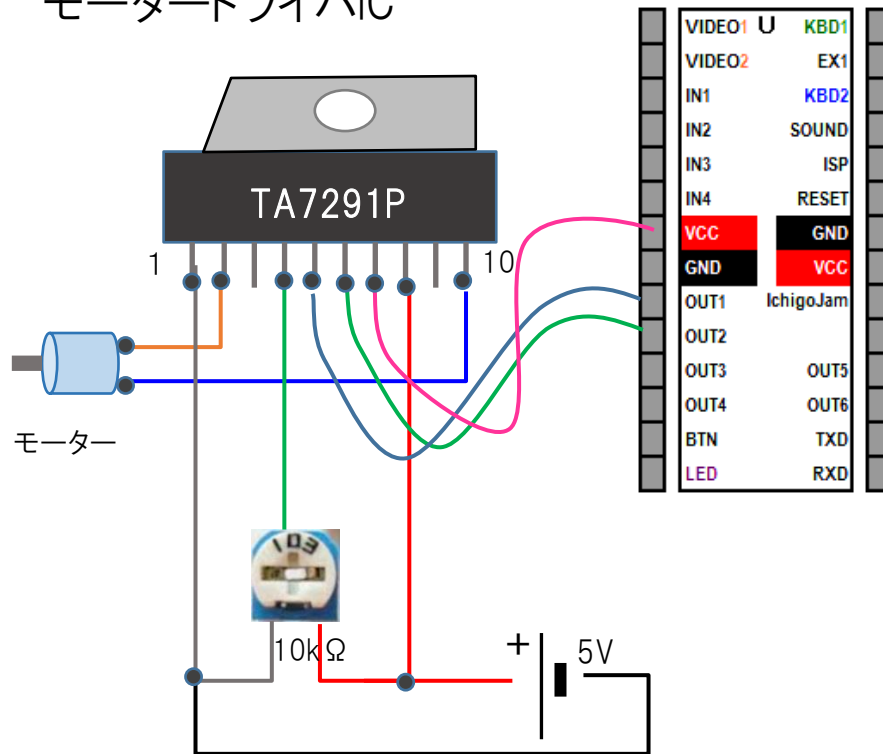 モータードライバIC
TA7291P
1
10
モーター
103
10kΩ
+
5V
VIDEO1 U KBD1
VIDEO2 EX1
IN1 KBD2
IN2 SOUND
IN3 ISP
IN4 RESET
VCC GND
GND VCC
OUT1 IchigoJam
OUT2
OUT3 OUT5
OUT4 OUT6
BTN TXD
LED RXD